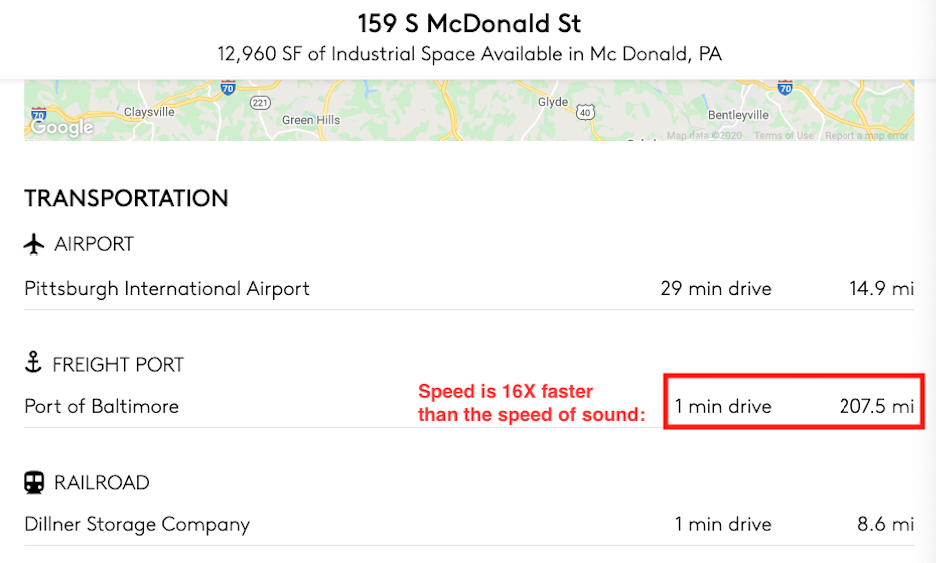 159 S McDonald St
12,960 SF of Industrial Space Available in Mc Donald, PA
70
221
70
Claysville
Green Hills
Glyde
40
Bentleyville
70
Google
Map data ©2020 Terms of Use Report a map error
TRANSPORTATION
AIRPORT
Pittsburgh International Airport 29 min drive 14.9 mi
FREIGHT PORT
Speed is 16X faster
than the speed of sound:
Port of Baltimore 1 min drive 207.5 mi
RAILROAD
Dillner Storage Company 1 min drive 8.6 mi